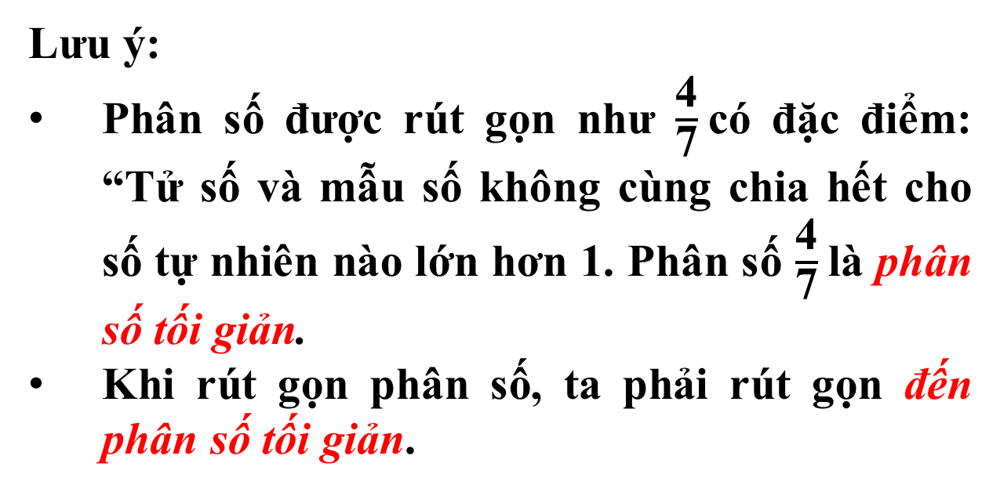 Lưu ý:
• Phân số được rút gọn như 4/7 có đặc điểm:
“Tử số và mẫu số không cùng chia hết cho
số tự nhiên nào lớn hơn 1. Phân số 4/7 là phân
số tối giản.
• Khi rút gọn phân số, ta phải rút gọn đến
phân số tối giản.